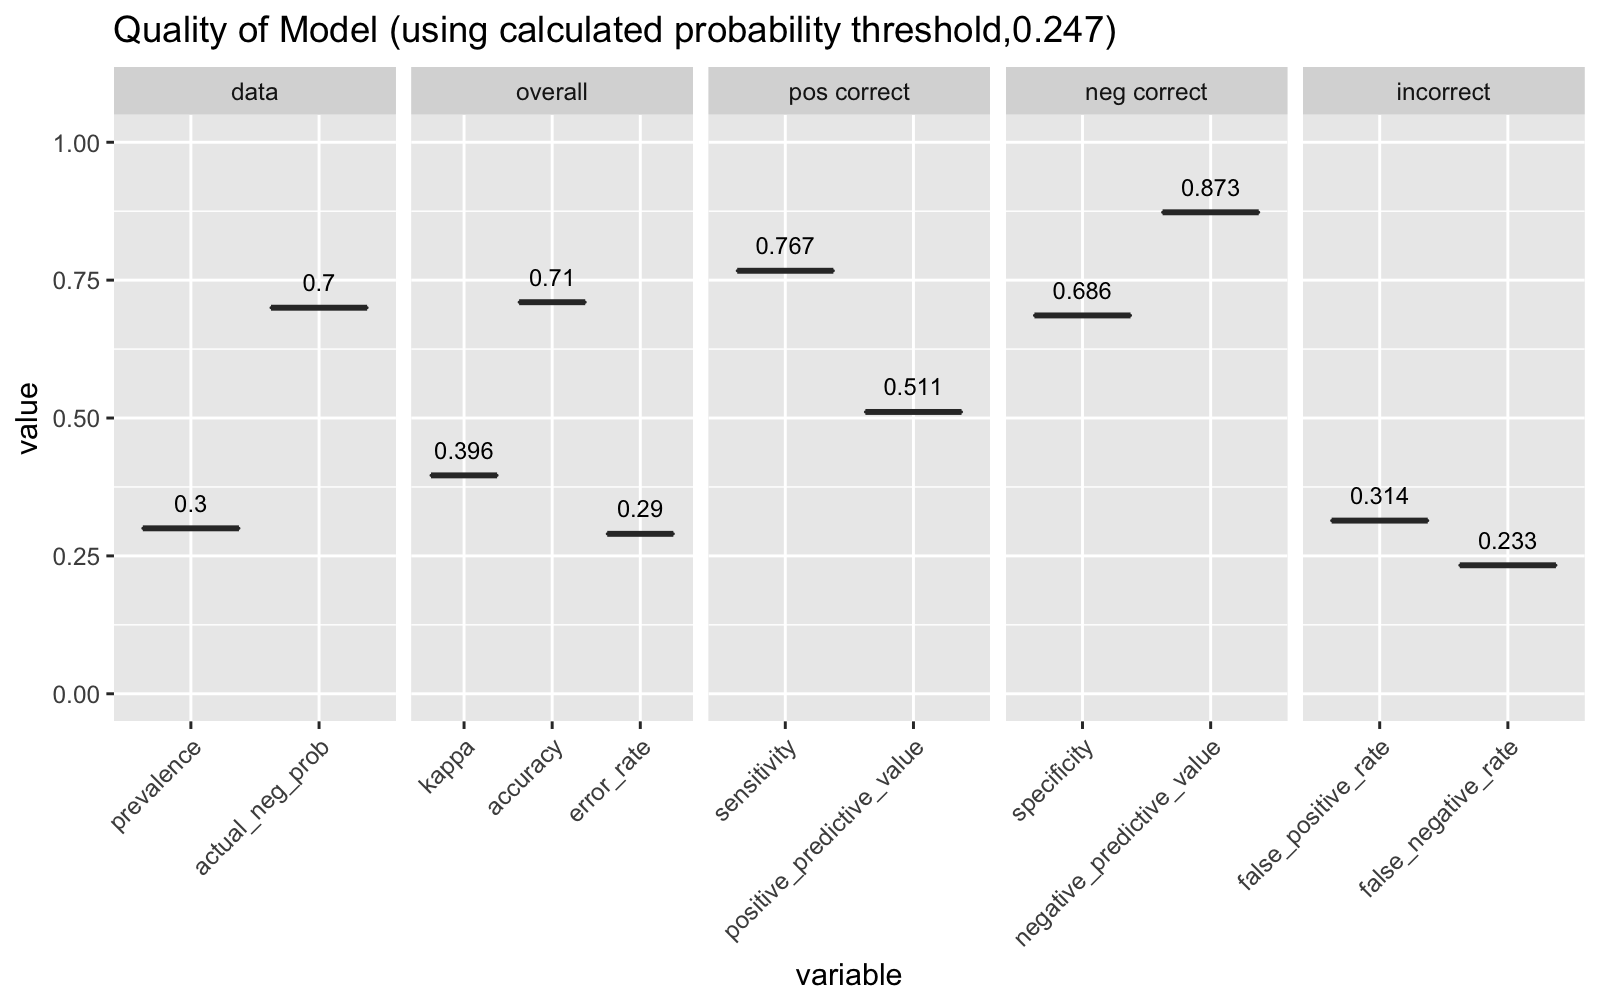 Quality of Model (using calculated probability threshold,0.247)
data
overall
pos correct
neg correct
incorrect
value
1.00
0.75
0.50
0.25
0.00
0.3
0.7
0.396
0.71
0.29
0.767
0.511
0.686
0.873
0.314
0.233
prevalence
actual_neg_prob
kappa
accuracy
error_rate
sensitivity
positive_predictive_value
specificity
negative_predictive_value
false_positive_rate
false_negative_rate
variable